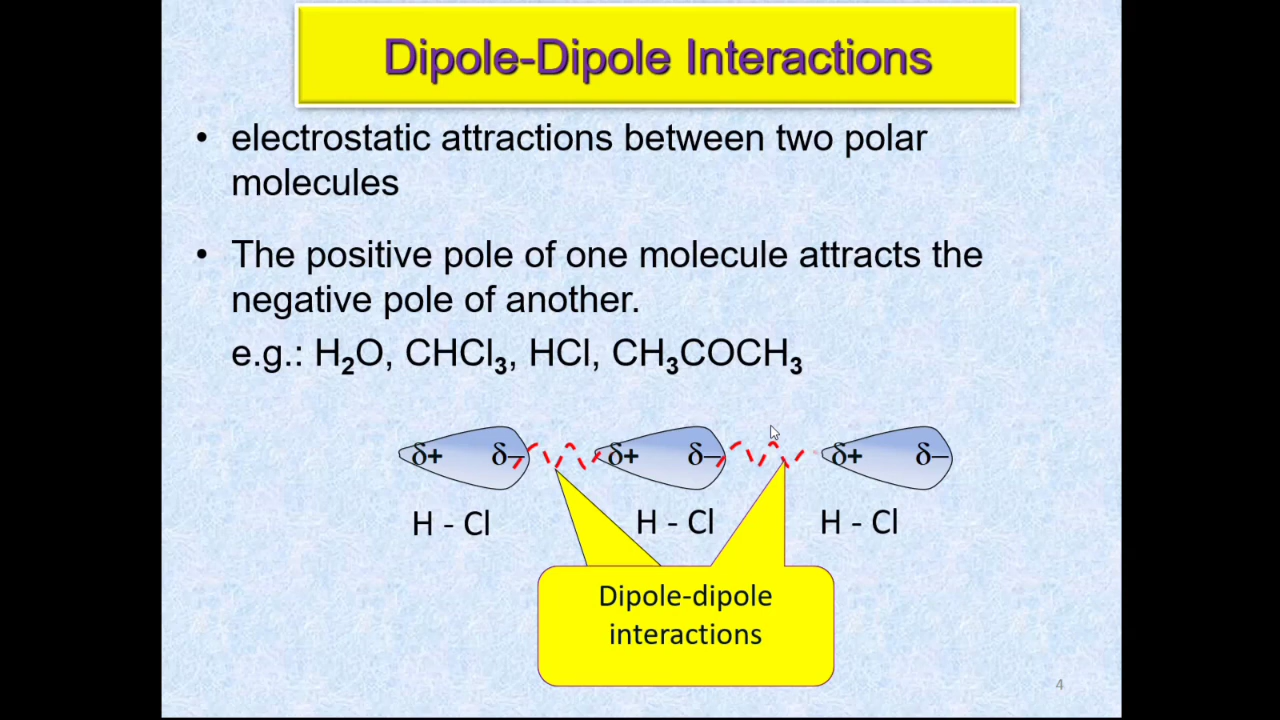 Dipole-Dipole Interactions
• electrostatic attractions between two polar
molecules
• The positive pole of one molecule attracts the
negative pole of another.
e.g.: H₂O, CHCl₃, HCl, CH₃COCH₃
δ+ δ– δ+ δ– δ+ δ–
H - Cl H - Cl H - Cl
Dipole-dipole
interactions
4